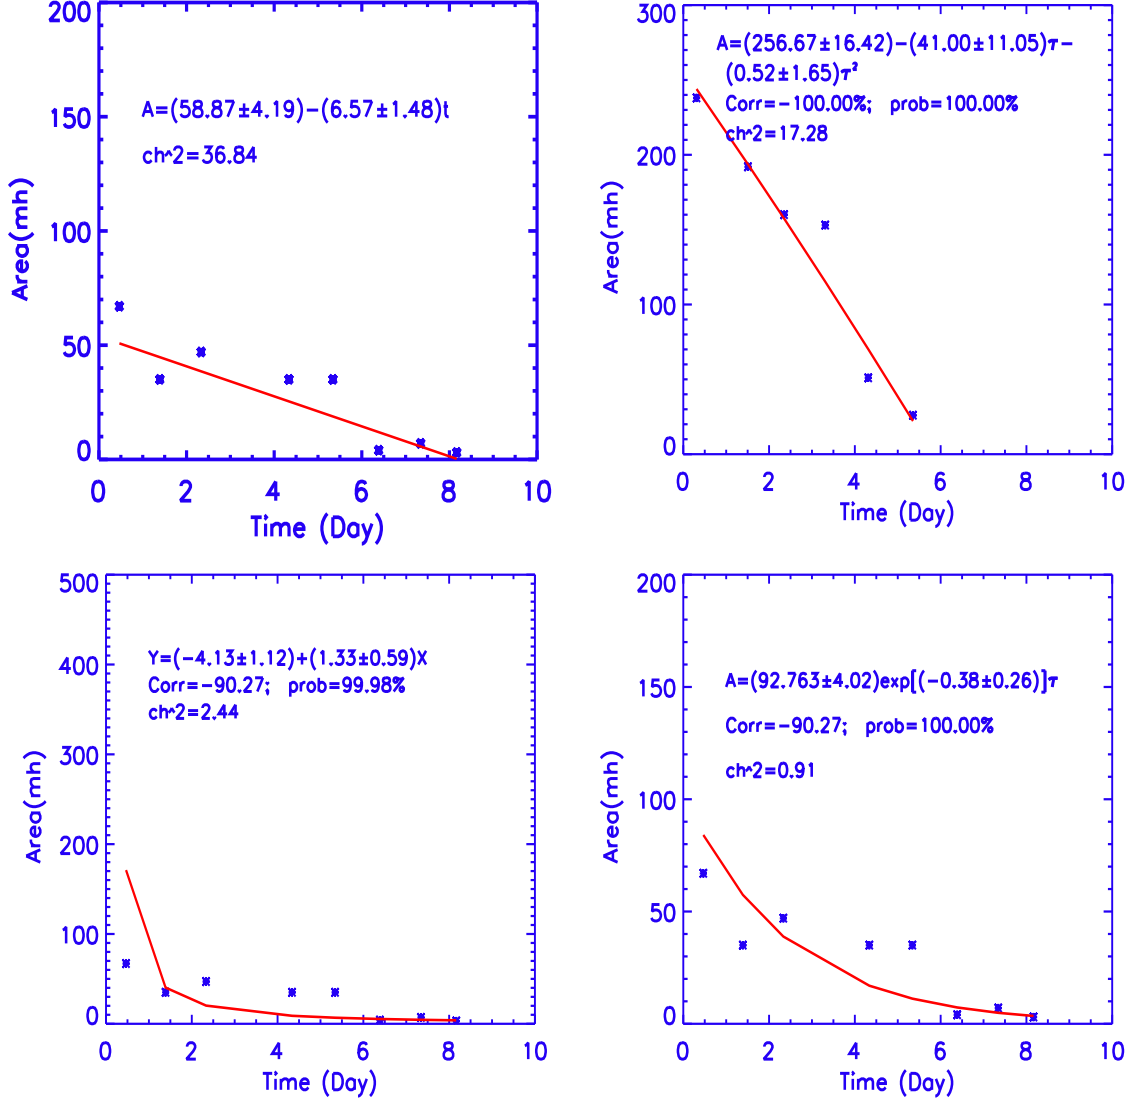 200
150
100
50
0
0 2 4 6 8 10
Area(mh)
Time (Day)
A=(58.87±4.19)−(6.57±1.48)t
ch^2=36.84
300
200
100
0
0 2 4 6 8 10
Area(mh)
Time (Day)
A=(256.67±16.42)−(41.00±11.05)τ−
(0.52±1.65)τ²
Corr=−100.00%; prob=100.00%
ch^2=17.28
500
400
300
200
100
0
0 2 4 6 8 10
Area(mh)
Time (Day)
Y=(−4.13±1.12)+(1.33±0.59)X
Corr=−90.27; prob=99.98%
ch^2=2.44
200
150
100
50
0
0 2 4 6 8 10
Area(mh)
Time (Day)
A=(92.763±4.02)exp[(−0.38±0.26)]τ
Corr=−90.27; prob=100.00%
ch^2=0.91